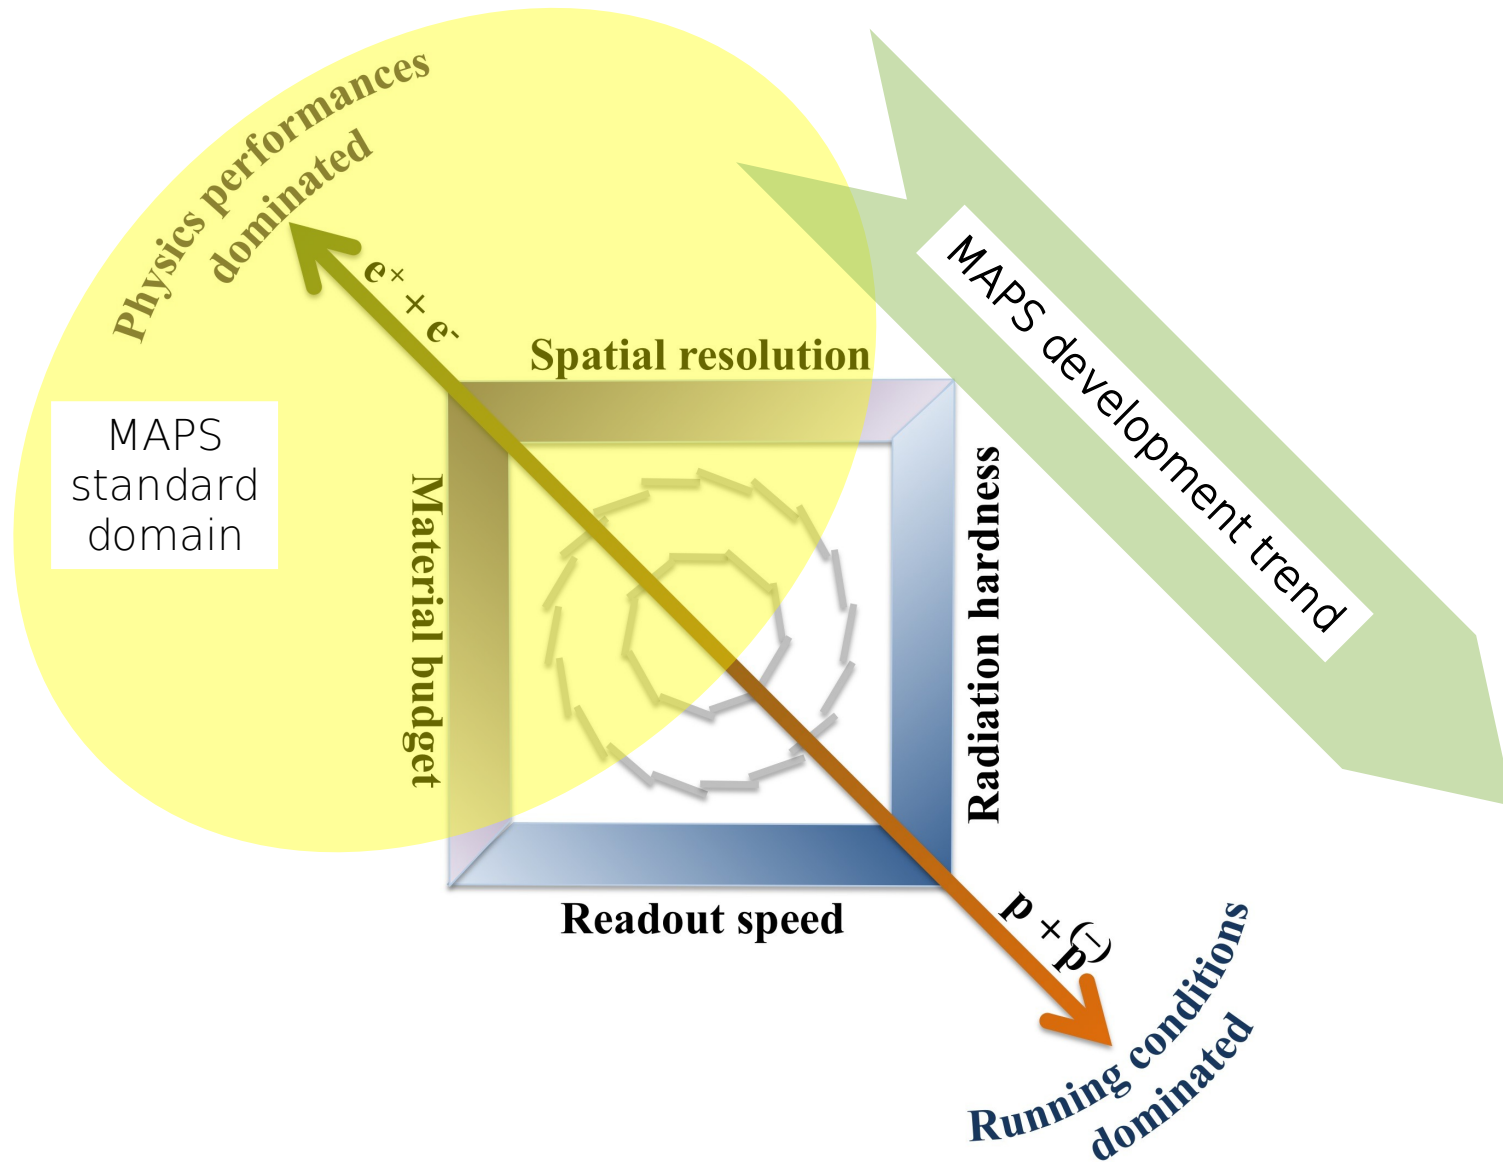 Physics performances
dominated
e⁺ + e⁻
Spatial resolution
MAPS
standard
domain
Material budget
Radiation hardness
MAPS development trend
Readout speed
p + p(–)
Running conditions
dominated